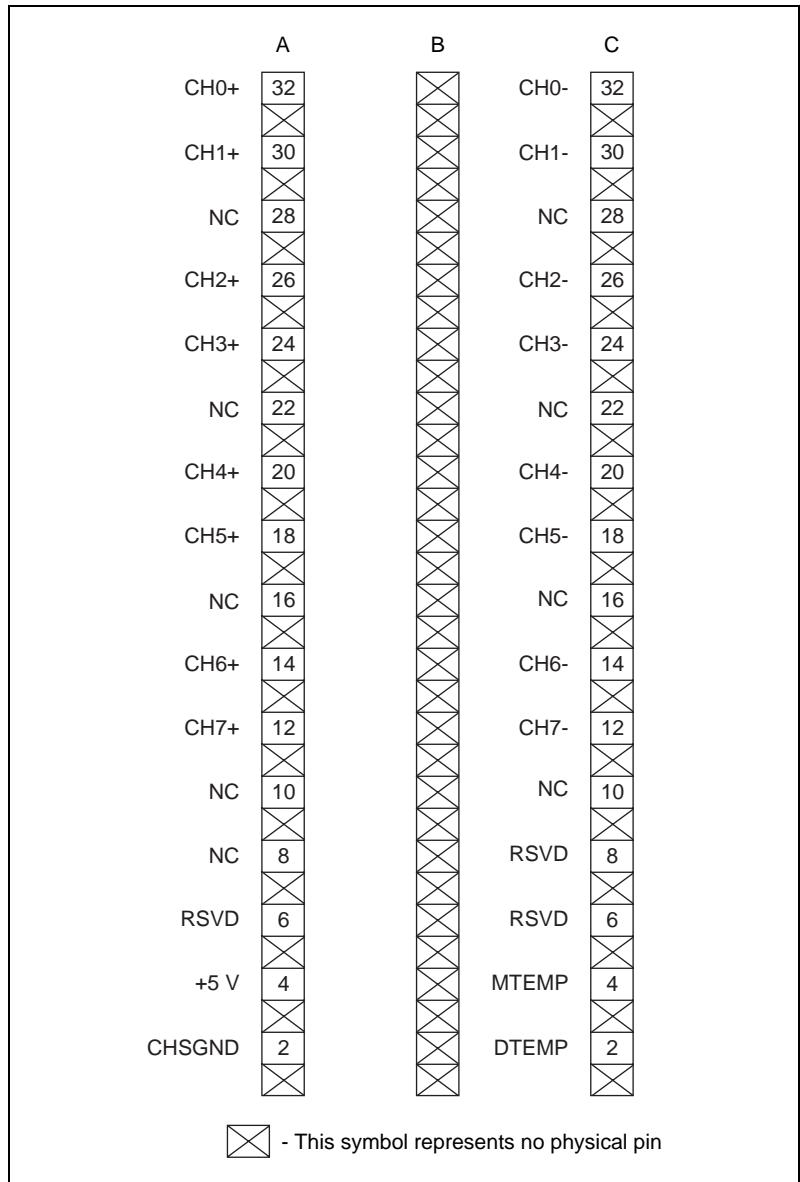 A B C
CH0+ 32 CH0- 32
CH1+ 30 CH1- 30
NC 28 NC 28
CH2+ 26 CH2- 26
CH3+ 24 CH3- 24
NC 22 NC 22
CH4+ 20 CH4- 20
CH5+ 18 CH5- 18
NC 16 NC 16
CH6+ 14 CH6- 14
CH7+ 12 CH7- 12
NC 10 NC 10
NC 8 RSVD 8
RSVD 6 RSVD 6
+5 V 4 MTEMP 4
CHSGND 2 DTEMP 2
- This symbol represents no physical pin